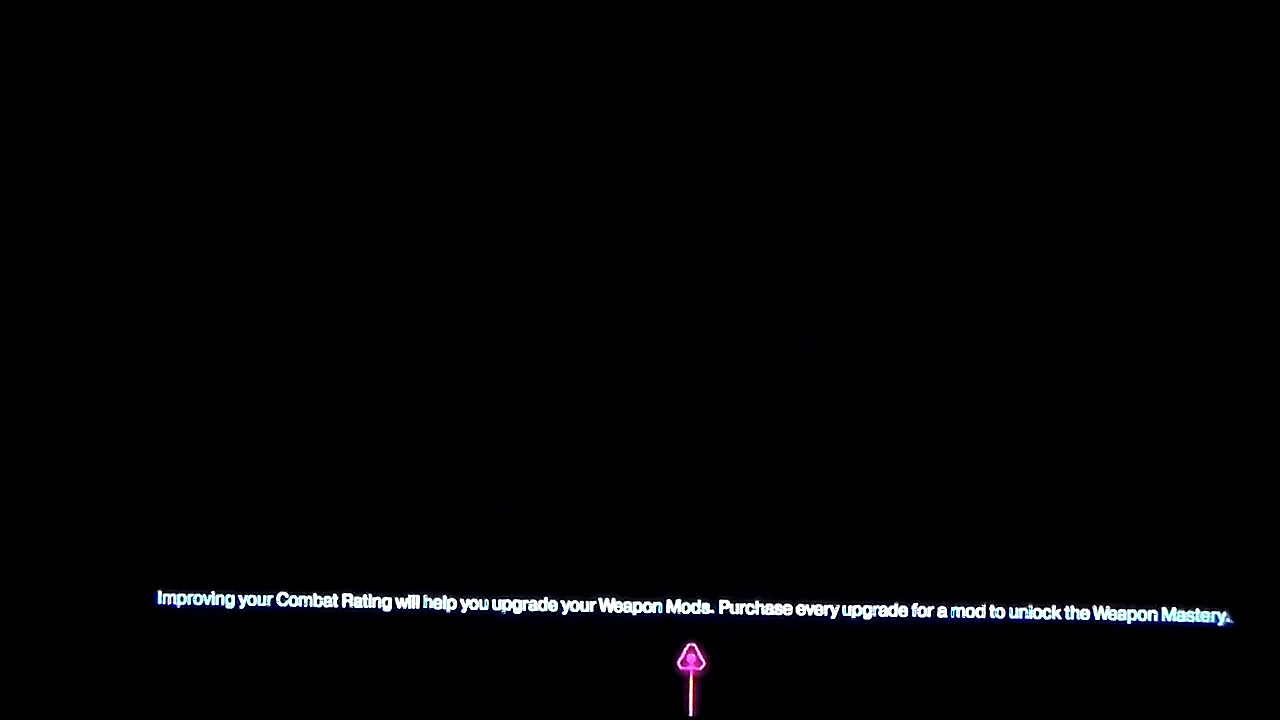 Improving your Combat Rating will help you upgrade your Weapon Mods. Purchase every upgrade for a mod to unlock the Weapon Mastery.